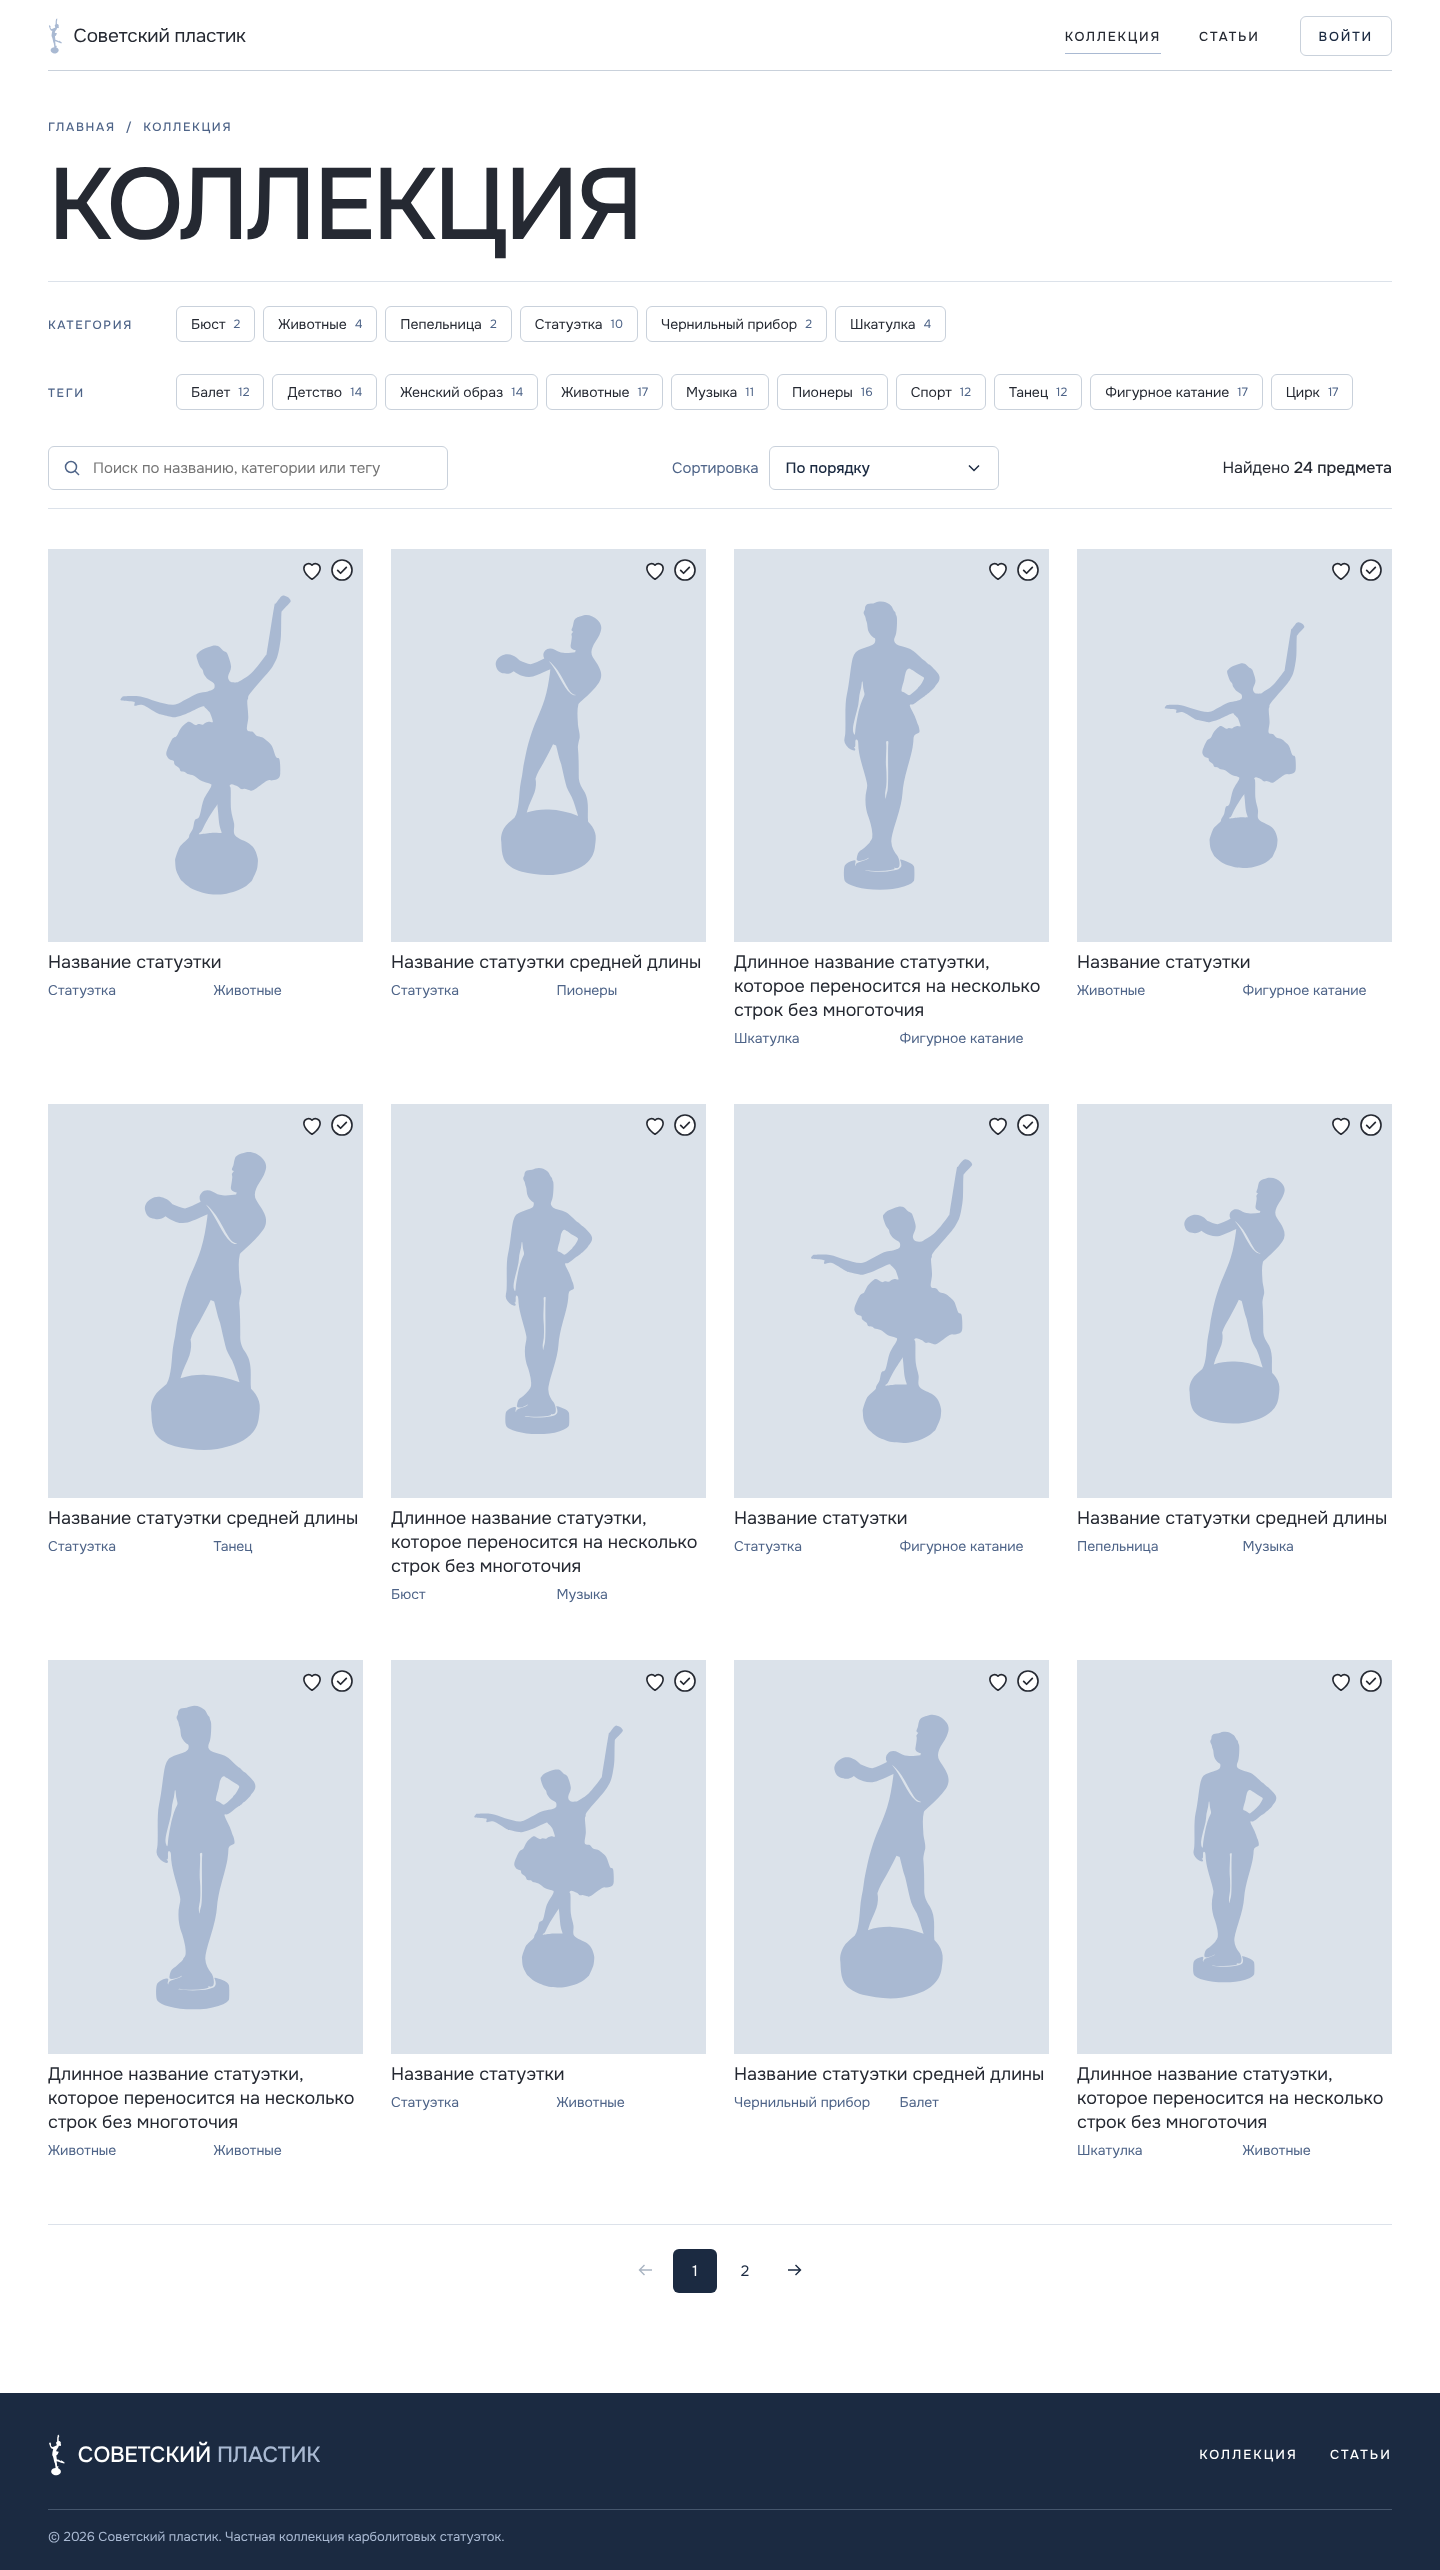 Советский пластик
КОЛЛЕКЦИЯ СТАТЬИ ВОЙТИ
ГЛАВНАЯ / КОЛЛЕКЦИЯ
КОЛЛЕКЦИЯ
КАТЕГОРИЯ Бюст 2 Животные 4 Пепельница 2 Статуэтка 10 Чернильный прибор 2 Шкатулка 4
ТЕГИ Балет 12 Детство 14 Женский образ 14 Животные 17 Музыка 11 Пионеры 16 Спорт 12 Танец 12 Фигурное катание 17 Цирк 17
Поиск по названию, категории или тегу
Сортировка По порядку
Найдено 24 предмета
Название статуэтки
Статуэтка Животные
Название статуэтки средней длины
Статуэтка Пионеры
Длинное название статуэтки,
которое переносится на несколько
строк без многоточия
Шкатулка Фигурное катание
Название статуэтки
Животные Фигурное катание
Название статуэтки средней длины
Статуэтка Танец
Длинное название статуэтки,
которое переносится на несколько
строк без многоточия
Бюст Музыка
Название статуэтки
Статуэтка Фигурное катание
Название статуэтки средней длины
Пепельница Музыка
Длинное название статуэтки,
которое переносится на несколько
строк без многоточия
Животные Животные
Название статуэтки
Статуэтка Животные
Название статуэтки средней длины
Чернильный прибор Балет
Длинное название статуэтки,
которое переносится на несколько
строк без многоточия
Шкатулка Животные
← 1 2 →
СОВЕТСКИЙ ПЛАСТИК
КОЛЛЕКЦИЯ СТАТЬИ
© 2026 Советский пластик. Частная коллекция карболитовых статуэток.